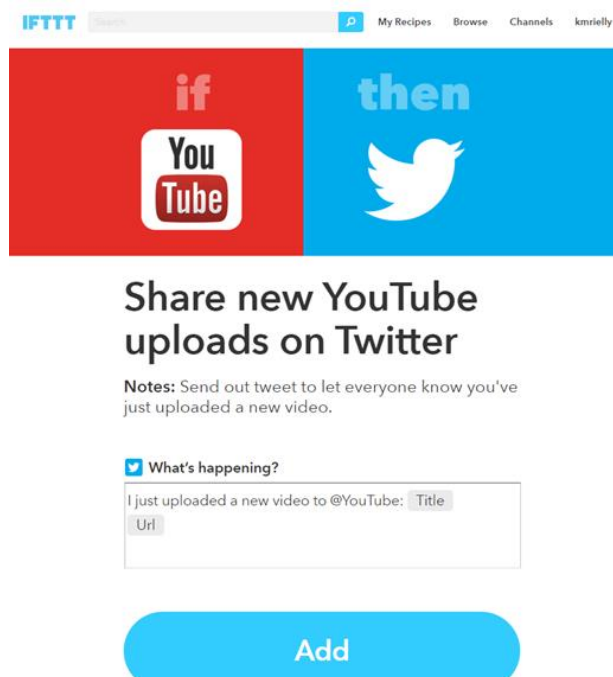 IFTTT Search My Recipes Browse Channels kmrielly
if then
You
Tube
Share new YouTube
uploads on Twitter
Notes: Send out tweet to let everyone know you've
just uploaded a new video.
What's happening?
I just uploaded a new video to @YouTube: Title
Url
Add